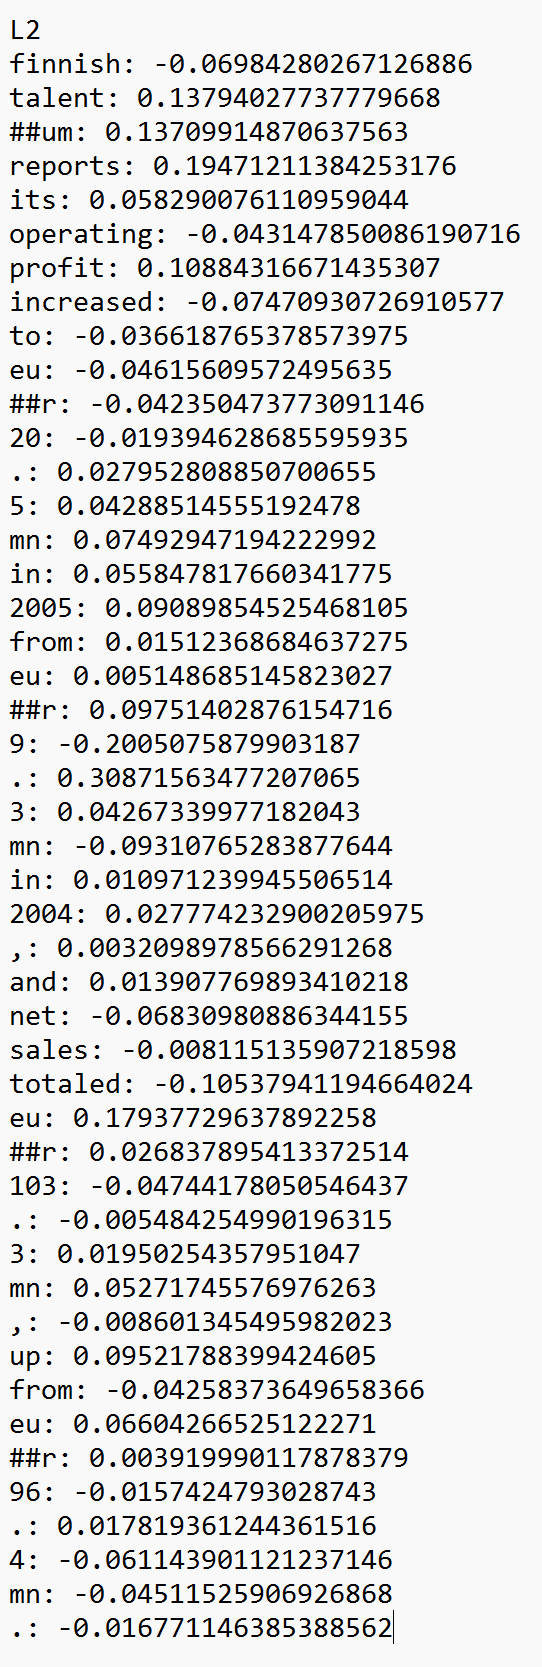 L2
finnish: -0.06984280267126886
talent: 0.13794027737779668
##um: 0.13709914870637563
reports: 0.19471211384253176
its: 0.058290076110959044
operating: -0.043147850086190716
profit: 0.10884316671435307
increased: -0.07470930726910577
to: -0.036618765378573975
eu: -0.04615609572495635
##r: -0.042350473773091146
20: -0.019394628685595935
.: 0.027952808850700655
5: 0.04288514555192478
mn: 0.07492947194222992
in: 0.055847817660341775
2005: 0.09089854525468105
from: 0.01512368684637275
eu: 0.005148685145823027
##r: 0.09751402876154716
9: -0.2005075879903187
.: 0.30871563477207065
3: 0.04267339977182043
mn: -0.09310765283877644
in: 0.010971239945506514
2004: 0.027774232900205975
,: 0.0032098978566291268
and: 0.013907769893410218
net: -0.06830980886344155
sales: -0.008115135907218598
totaled: -0.10537941194664024
eu: 0.17937729637892258
##r: 0.026837895413372514
103: -0.04744178050546437
.: -0.005484254990196315
3: 0.01950254357951047
mn: 0.05271745576976263
,: -0.008601345495982023
up: 0.09521788399424605
from: -0.04258373649658366
eu: 0.06604266525122271
##r: 0.003919990117878379
96: -0.0157424793028743
.: 0.017819361244361516
4: -0.061143901121237146
mn: -0.04511525906926868
.: -0.016771146385388562